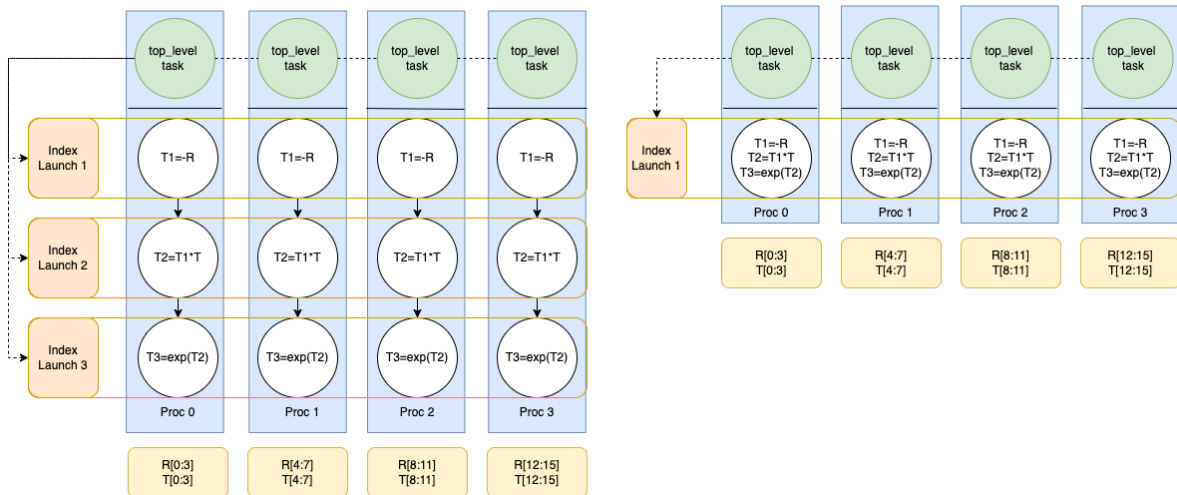 top_level
task
top_level
task
top_level
task
top_level
task
Index
Launch 1
T1=-R
T1=-R
T1=-R
T1=-R
Index
Launch 2
T2=T1*T
T2=T1*T
T2=T1*T
T2=T1*T
Index
Launch 3
T3=exp(T2)
T3=exp(T2)
T3=exp(T2)
T3=exp(T2)
Proc 0
Proc 1
Proc 2
Proc 3
R[0:3]
T[0:3]
R[4:7]
T[4:7]
R[8:11]
T[8:11]
R[12:15]
T[12:15]
top_level
task
top_level
task
top_level
task
top_level
task
Index
Launch 1
T1=-R
T2=T1*T
T3=exp(T2)
T1=-R
T2=T1*T
T3=exp(T2)
T1=-R
T2=T1*T
T3=exp(T2)
T1=-R
T2=T1*T
T3=exp(T2)
Proc 0
Proc 1
Proc 2
Proc 3
R[0:3]
T[0:3]
R[4:7]
T[4:7]
R[8:11]
T[8:11]
R[12:15]
T[12:15]